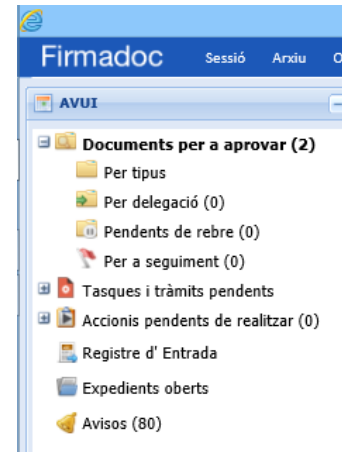 Firmadoc Sessió Arxiu
AVUI
Documents per a aprovar (2)
Per tipus
Per delegació (0)
Pendents de rebre (0)
Per a seguiment (0)
Tasques i tràmits pendents
Accionis pendents de realitzar (0)
Registre d' Entrada
Expedients oberts
Avisos (80)